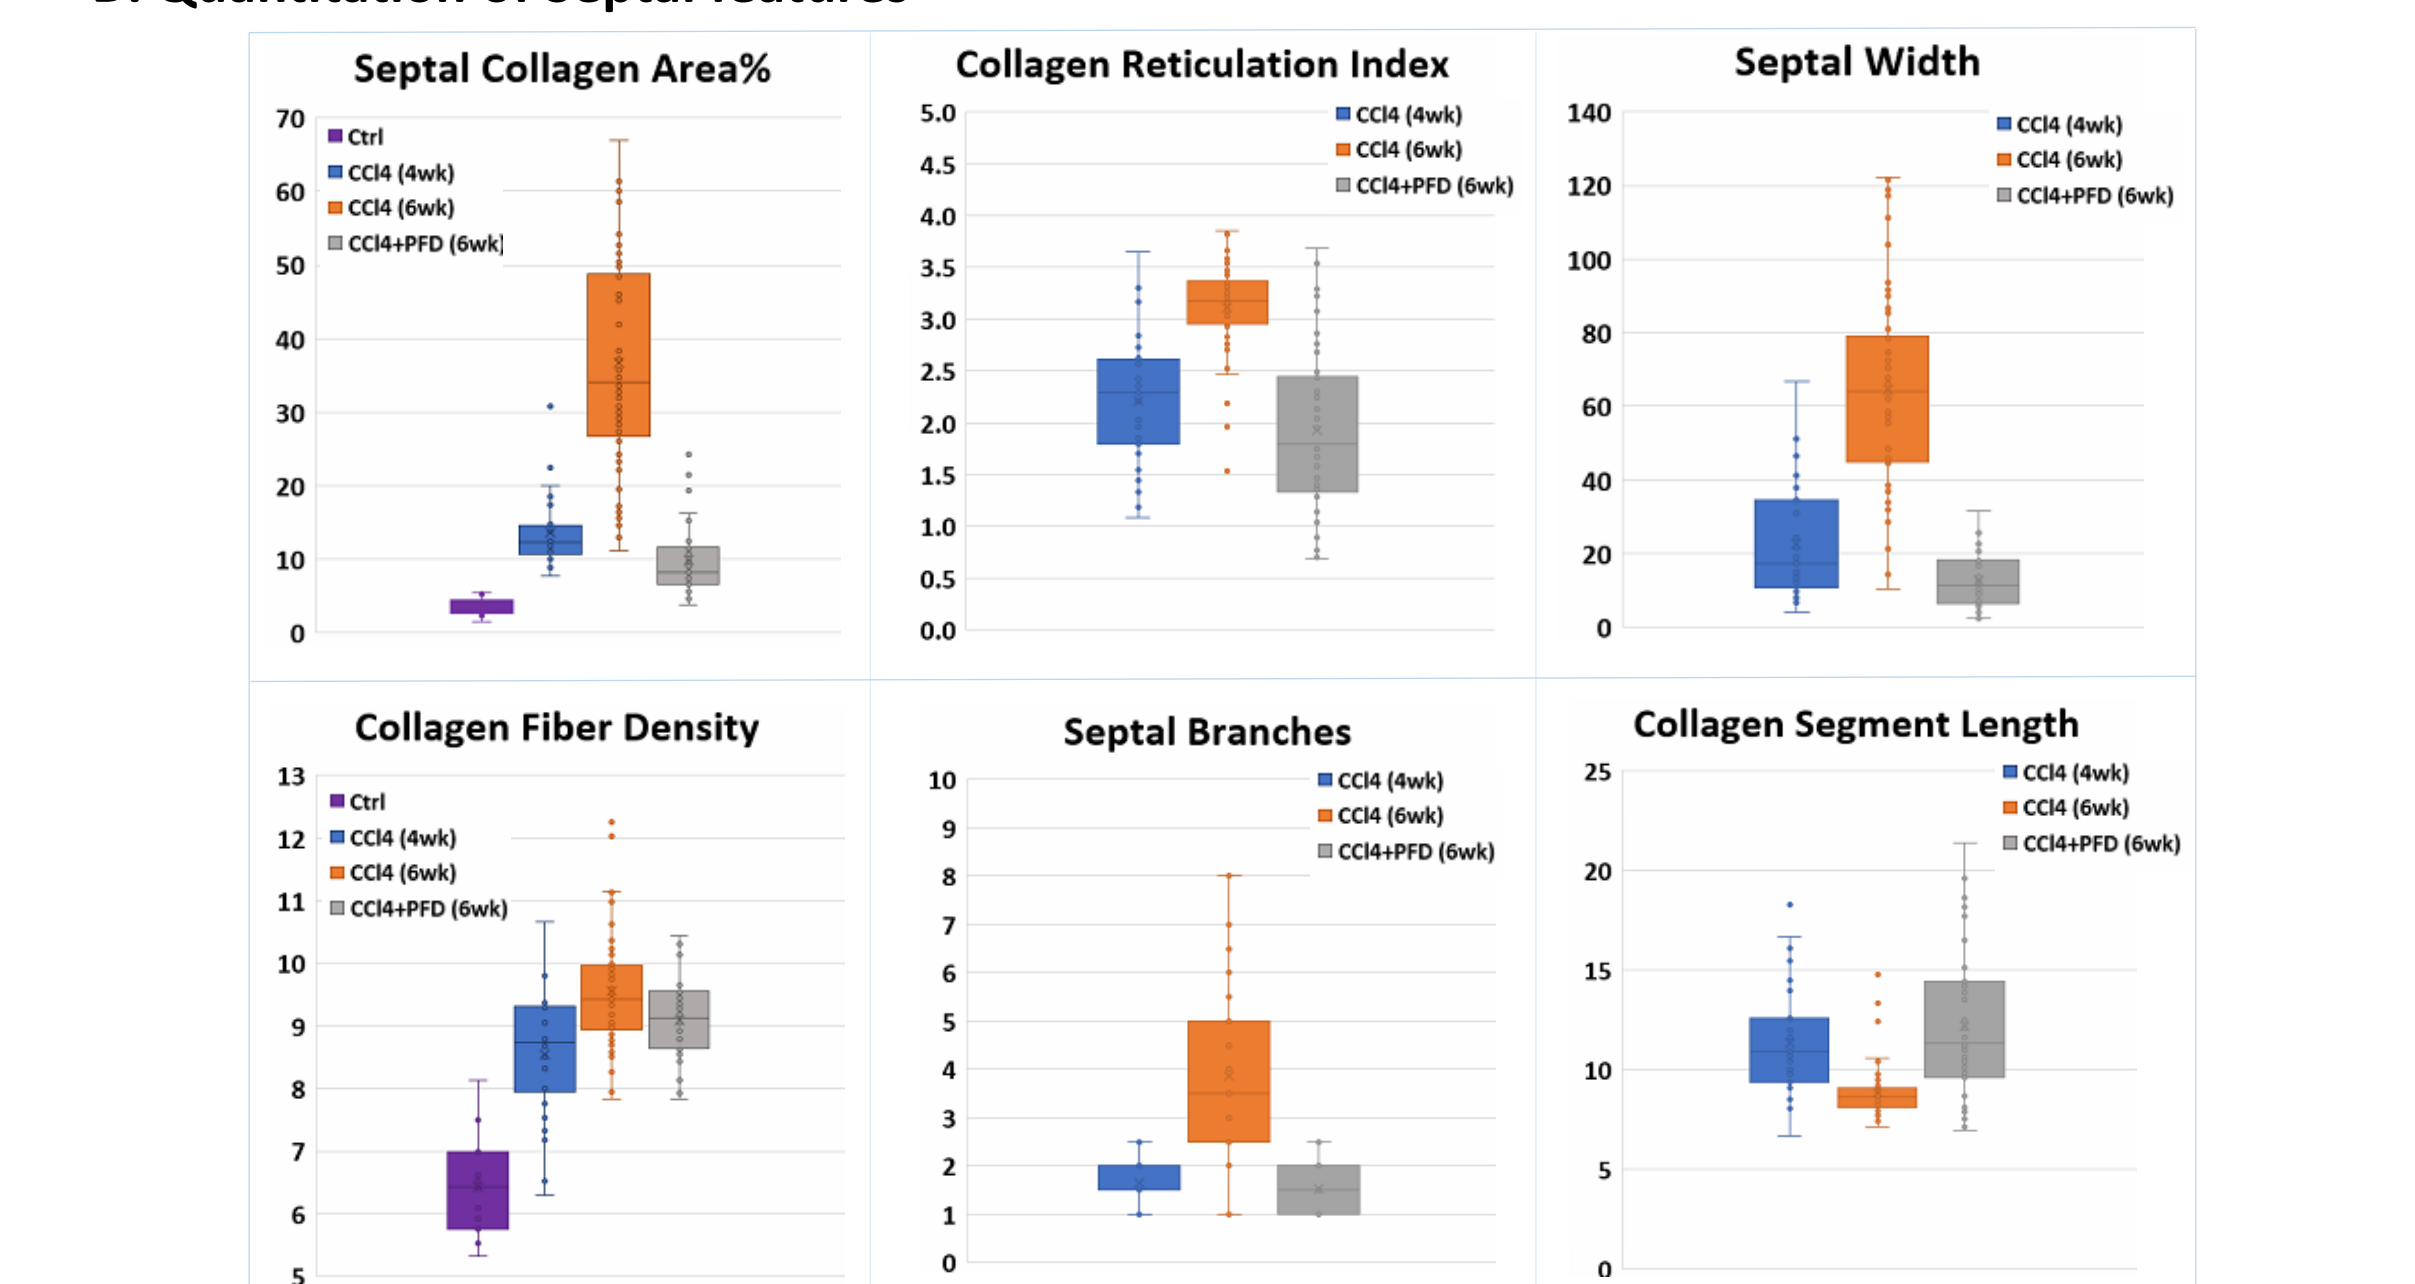 D. Quantitation of septal features
Septal Collagen Area%
70
60
50
40
30
20
10
0
Ctrl
CCl4 (4wk)
CCl4 (6wk)
CCl4+PFD (6wk)
Collagen Reticulation Index
5.0
4.5
4.0
3.5
3.0
2.5
2.0
1.5
1.0
0.5
0.0
CCl4 (4wk)
CCl4 (6wk)
CCl4+PFD (6wk)
Septal Width
140
120
100
80
60
40
20
0
CCl4 (4wk)
CCl4 (6wk)
CCl4+PFD (6wk)
Collagen Fiber Density
13
12
11
10
9
8
7
6
5
Ctrl
CCl4 (4wk)
CCl4 (6wk)
CCl4+PFD (6wk)
Septal Branches
10
9
8
7
6
5
4
3
2
1
0
CCl4 (4wk)
CCl4 (6wk)
CCl4+PFD (6wk)
Collagen Segment Length
25
20
15
10
5
0
CCl4 (4wk)
CCl4 (6wk)
CCl4+PFD (6wk)